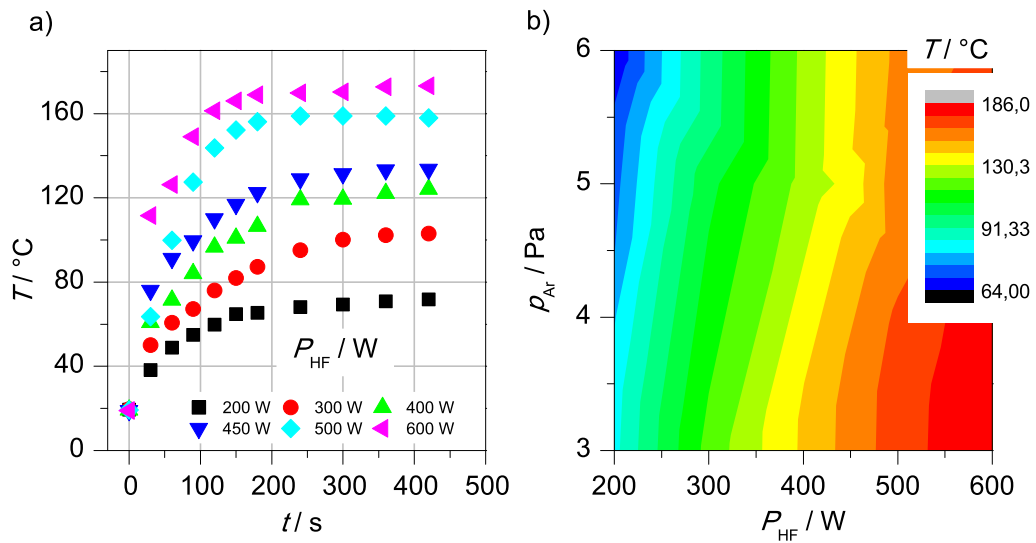 a)
T / °C
160
120
80
40
0
P_HF / W
200 W 300 W 400 W
450 W 500 W 600 W
0 100 200 300 400 500
t / s
b)
p_Ar / Pa
6
5
4
3
T / °C
186,0
130,3
91,33
64,00
200 300 400 500 600
P_HF / W